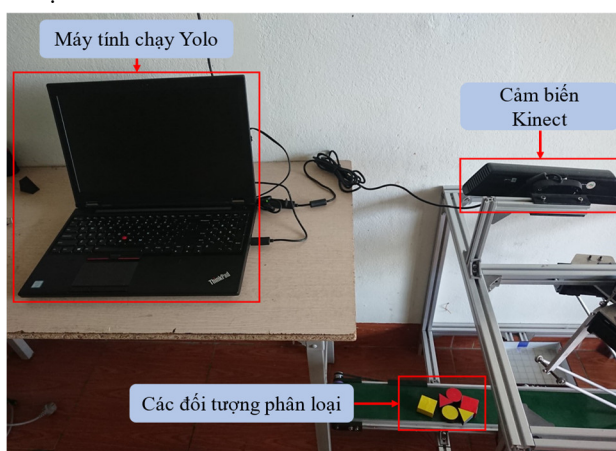 Máy tính chạy Yolo
Cảm biến
Kinect
ThinkPad
Các đối tượng phân loại